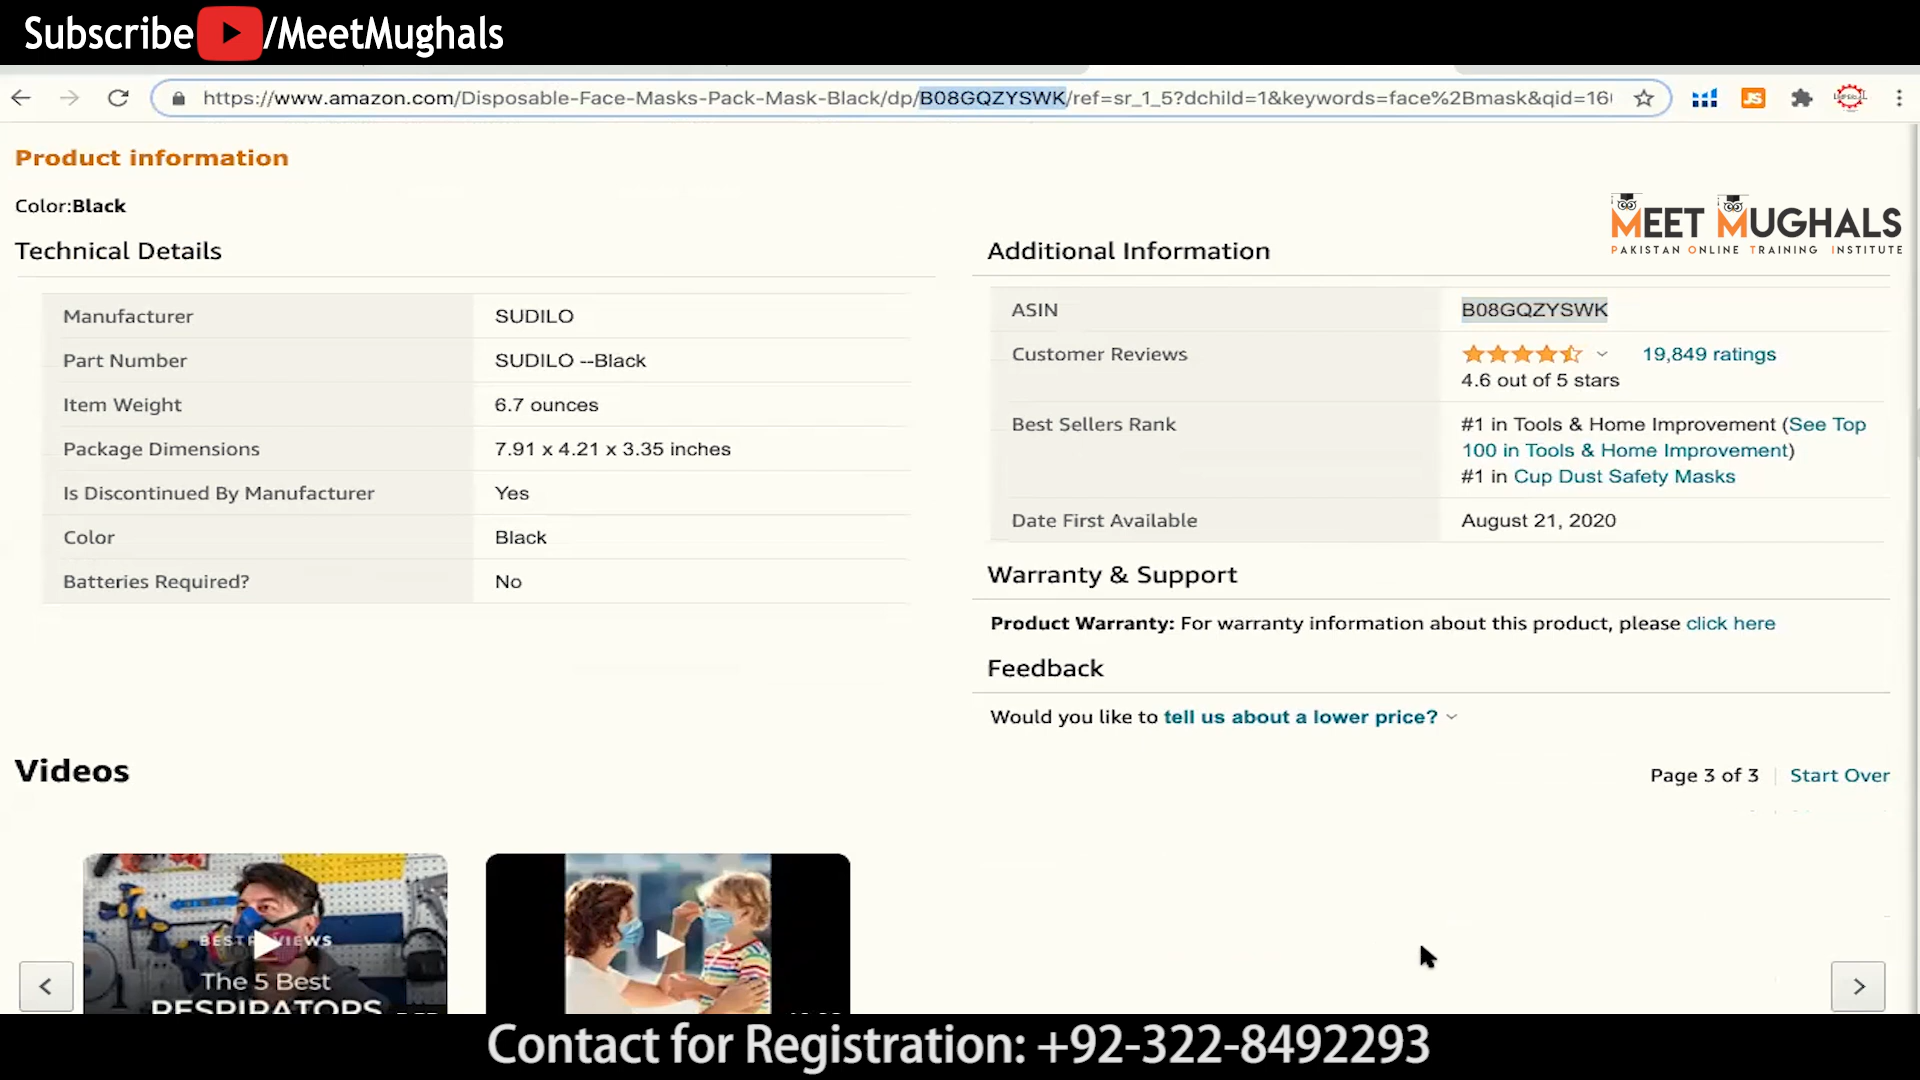 Subscribe /MeetMughals
https://www.amazon.com/Disposable-Face-Masks-Pack-Mask-Black/dp/B08GQZYSWK/ref=sr_1_5?dchild=1&keywords=face%2Bmask&qid=16
JS
Product information
Color:Black
MEET MUGHALS
PAKISTAN ONLINE TRAINING INSTITUTE
Technical Details
Manufacturer SUDILO
Part Number SUDILO --Black
Item Weight 6.7 ounces
Package Dimensions 7.91 x 4.21 x 3.35 inches
Is Discontinued By Manufacturer Yes
Color Black
Batteries Required? No
Additional Information
ASIN B08GQZYSWK
Customer Reviews 19,849 ratings
4.6 out of 5 stars
Best Sellers Rank #1 in Tools & Home Improvement (See Top
100 in Tools & Home Improvement)
#1 in Cup Dust Safety Masks
Date First Available August 21, 2020
Warranty & Support
Product Warranty: For warranty information about this product, please click here
Feedback
Would you like to tell us about a lower price?
Videos
Page 3 of 3 Start Over
BESTREVIEWS
The 5 Best
RESPIRATORS
Contact for Registration: +92-322-8492293